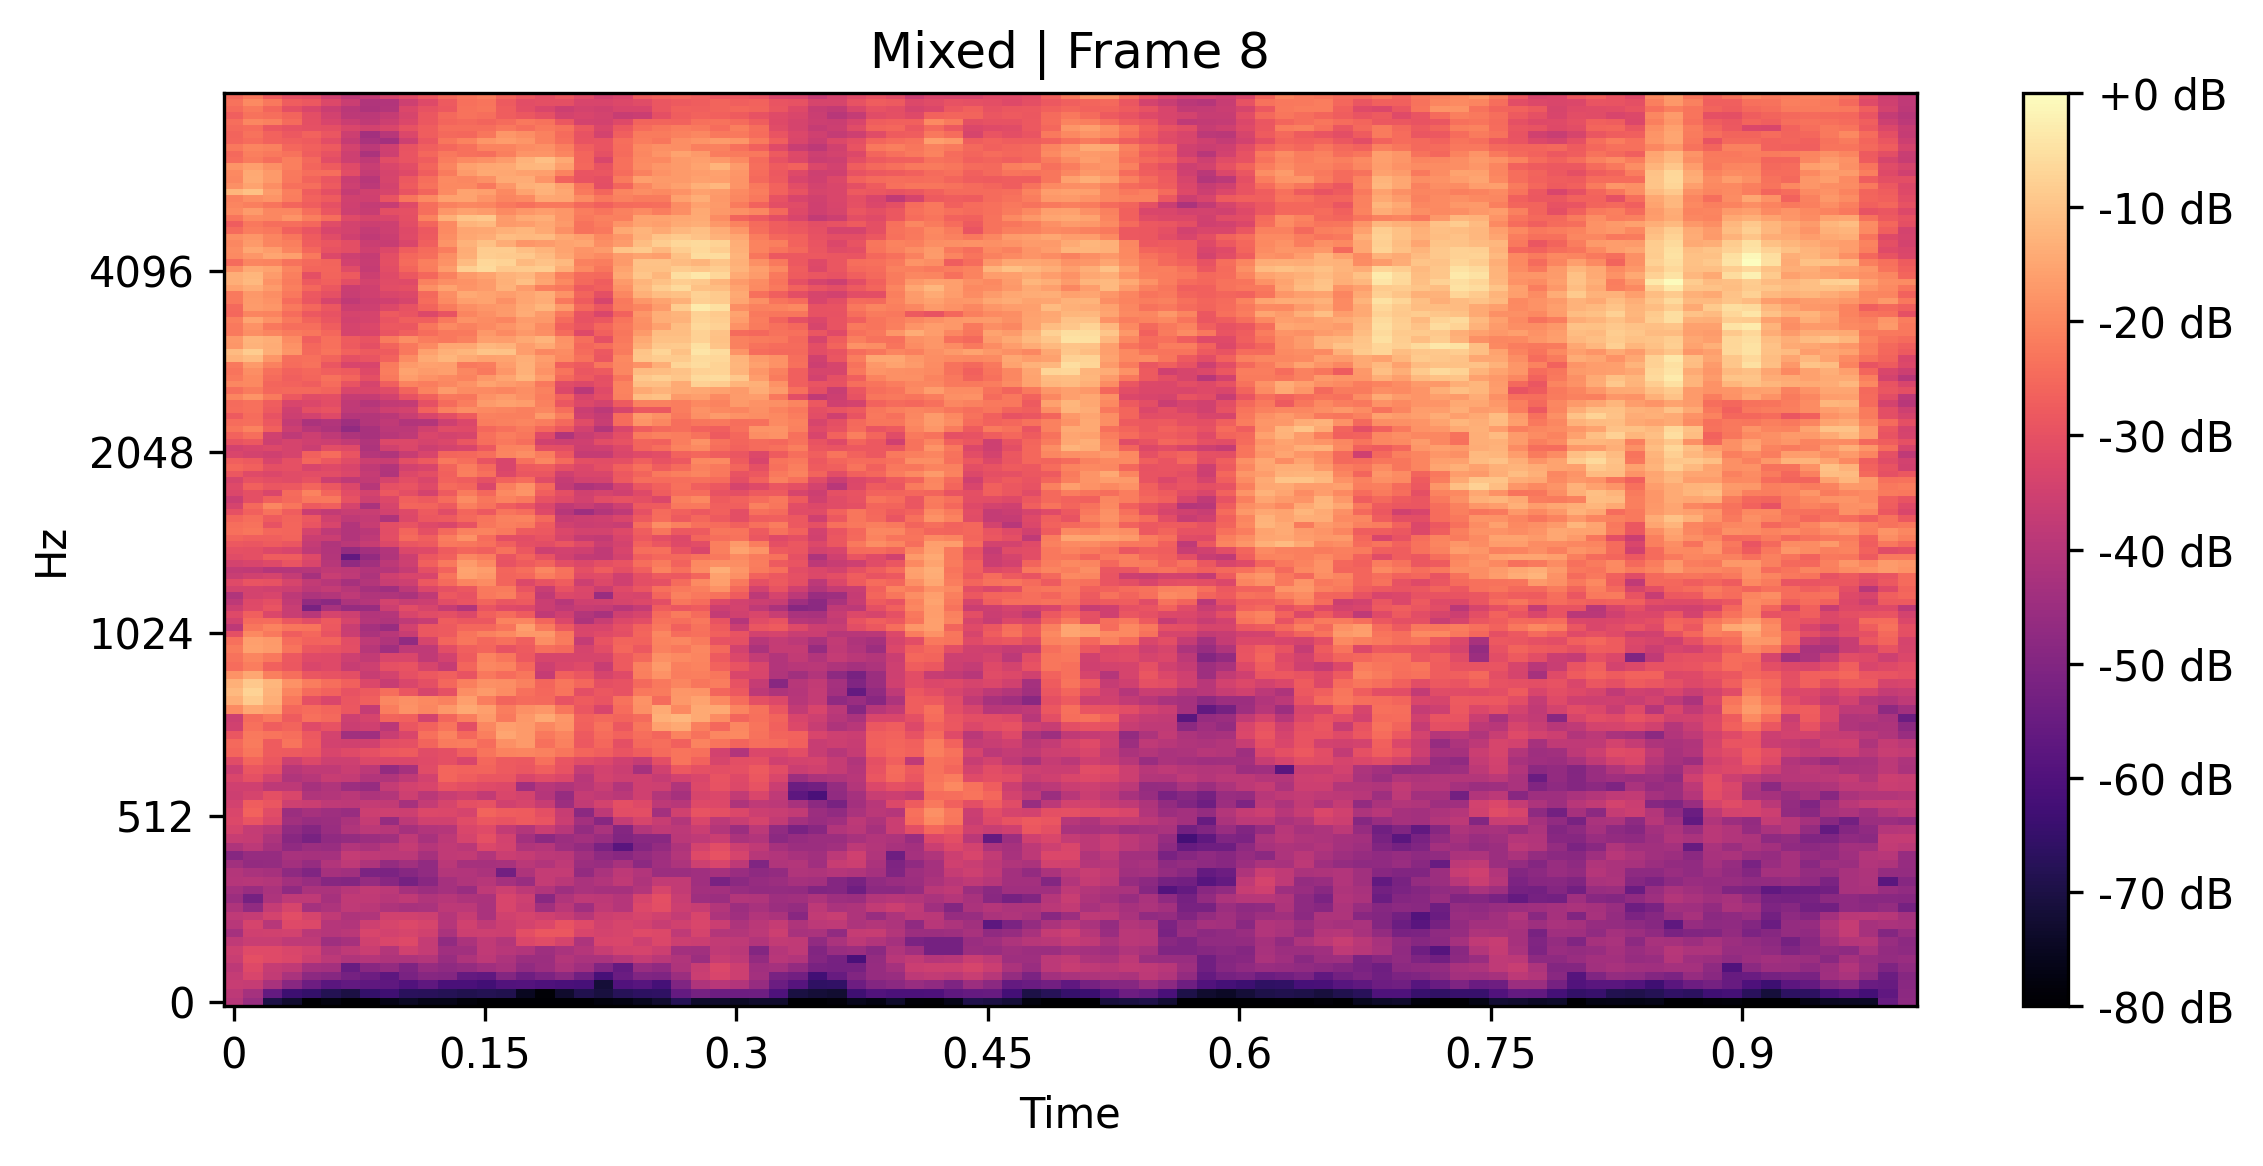 Mixed | Frame 8
+0 dB
-10 dB
-20 dB
-30 dB
-40 dB
-50 dB
-60 dB
-70 dB
-80 dB
Hz
4096
2048
1024
512
0
0 0.15 0.3 0.45 0.6 0.75 0.9
Time